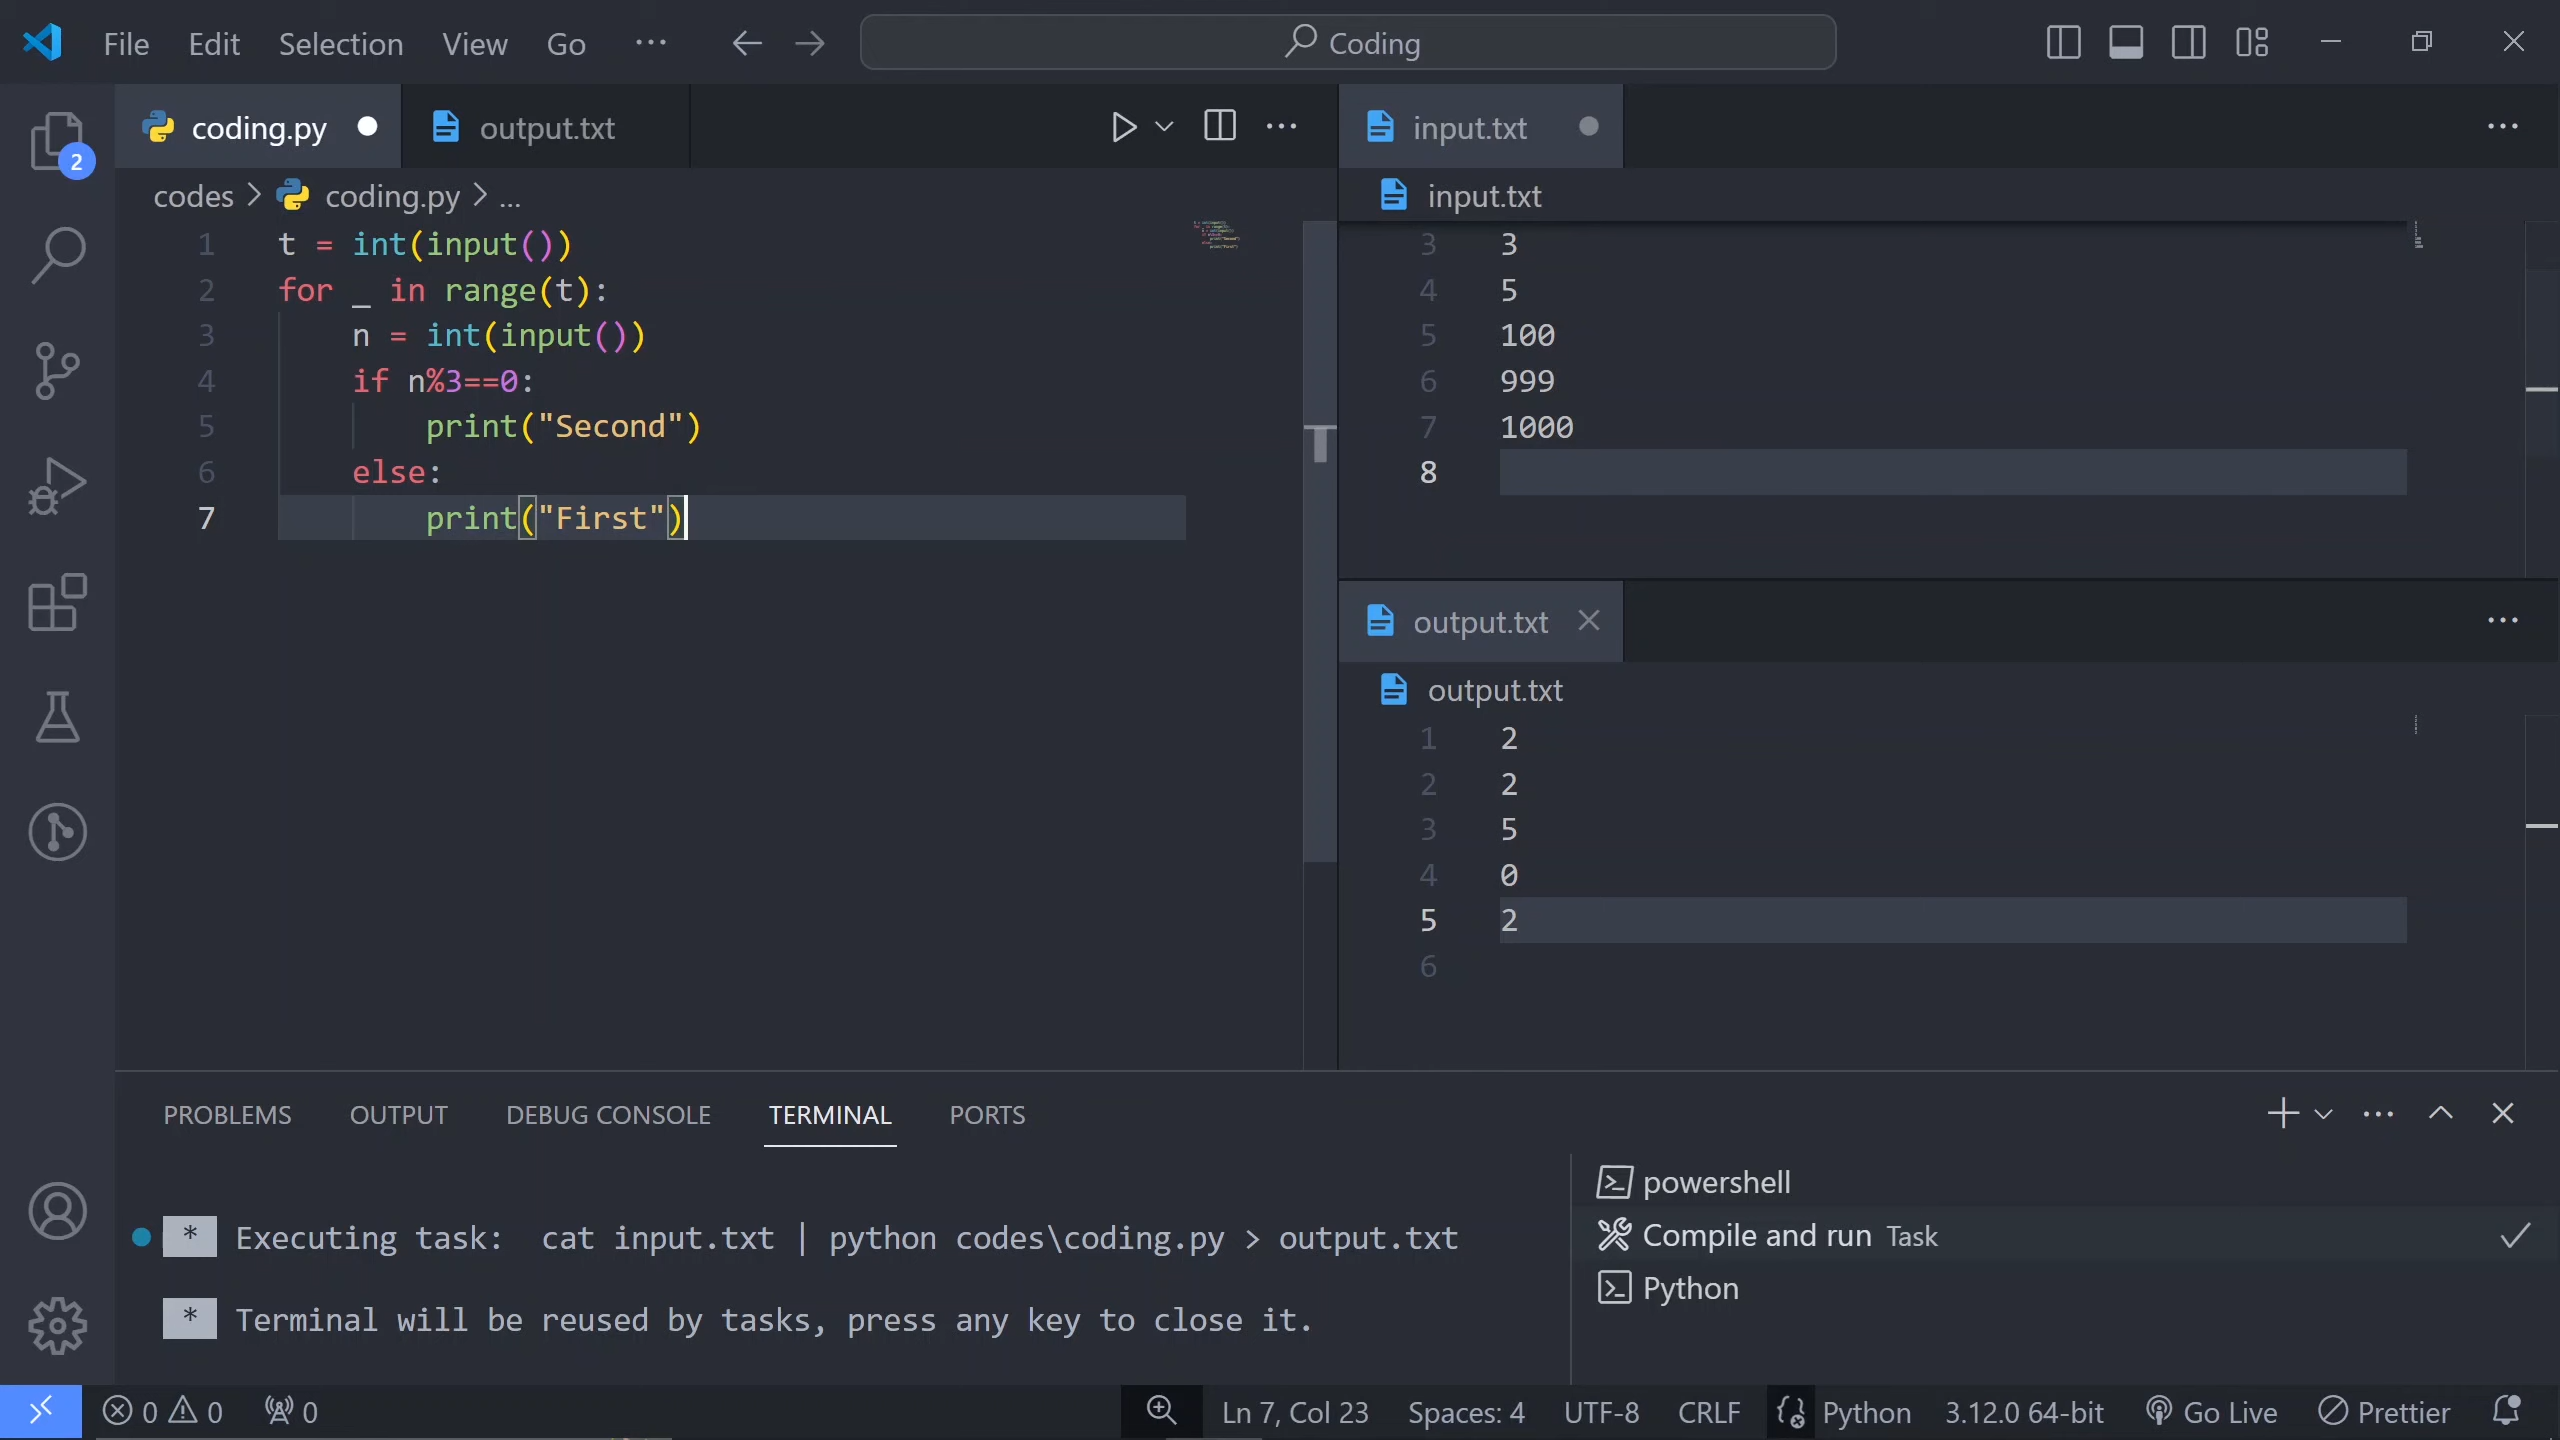 File Edit Selection View Go ... Coding
2
coding.py output.txt
codes > coding.py > ...
1 t = int(input())
2 for _ in range(t):
3 n = int(input())
4 if n%3==0:
5 print("Second")
6 else:
7 print("First")
input.txt
input.txt
3 3
4 5
5 100
6 999
7 1000
8
output.txt
output.txt
1 2
2 2
3 5
4 0
5 2
6
PROBLEMS OUTPUT DEBUG CONSOLE TERMINAL PORTS
* Executing task: cat input.txt | python codes\coding.py > output.txt
* Terminal will be reused by tasks, press any key to close it.
powershell
Compile and run Task
Python
0 0 0 Ln 7, Col 23 Spaces: 4 UTF-8 CRLF Python 3.12.0 64-bit Go Live Prettier